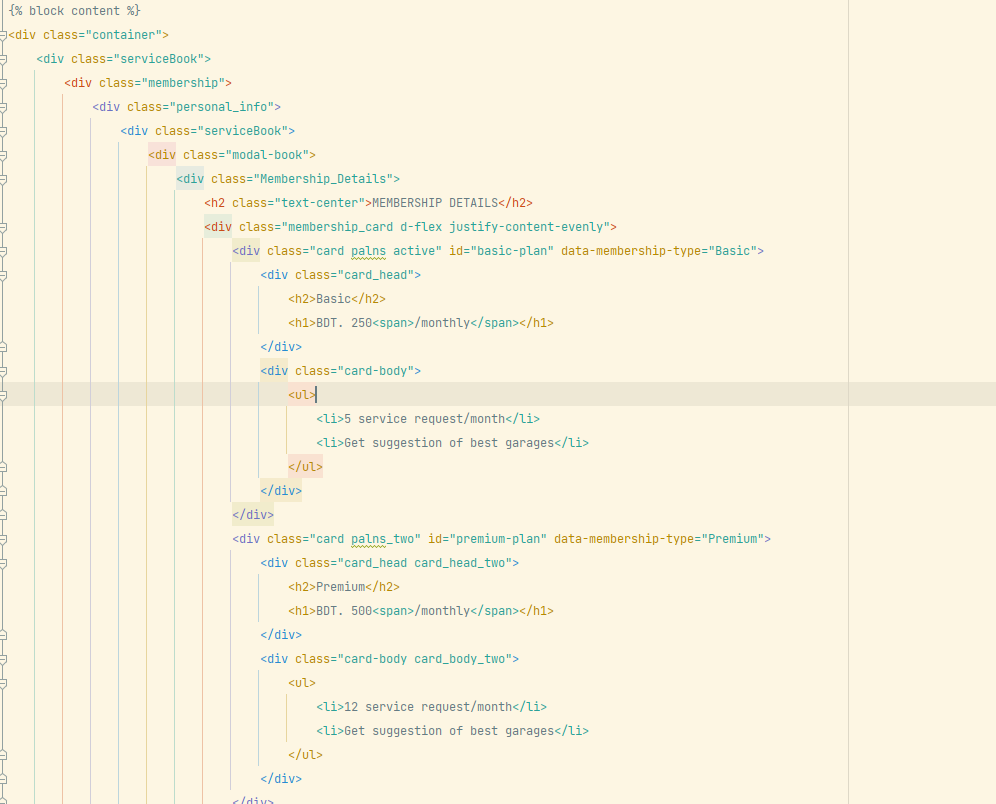 {% block content %}
<div class="container">
<div class="serviceBook">
<div class="membership">
<div class="personal_info">
<div class="serviceBook">
<div class="modal-book">
<div class="Membership_Details">
<h2 class="text-center">MEMBERSHIP DETAILS</h2>
<div class="membership_card d-flex justify-content-evenly">
<div class="card palns active" id="basic-plan" data-membership-type="Basic">
<div class="card_head">
<h2>Basic</h2>
<h1>BDT. 250<span>/monthly</span></h1>
</div>
<div class="card-body">
<ul>
<li>5 service request/month</li>
<li>Get suggestion of best garages</li>
</ul>
</div>
</div>
<div class="card palns_two" id="premium-plan" data-membership-type="Premium">
<div class="card_head card_head_two">
<h2>Premium</h2>
<h1>BDT. 500<span>/monthly</span></h1>
</div>
<div class="card-body card_body_two">
<ul>
<li>12 service request/month</li>
<li>Get suggestion of best garages</li>
</ul>
</div>
</div>